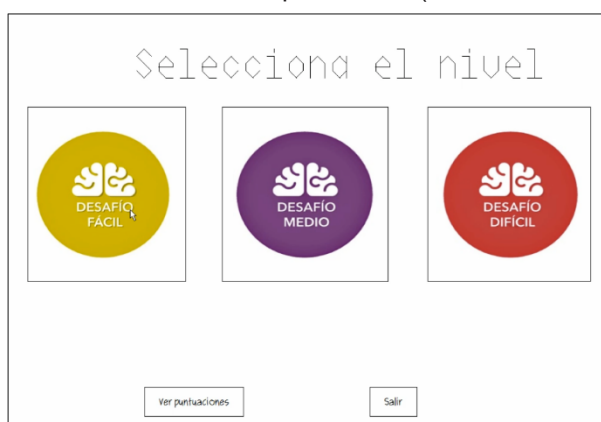 Selecciona el nivel
DESAFÍO
FÁCIL
DESAFÍO
MEDIO
DESAFÍO
DIFÍCIL
Ver puntuaciones
Salir